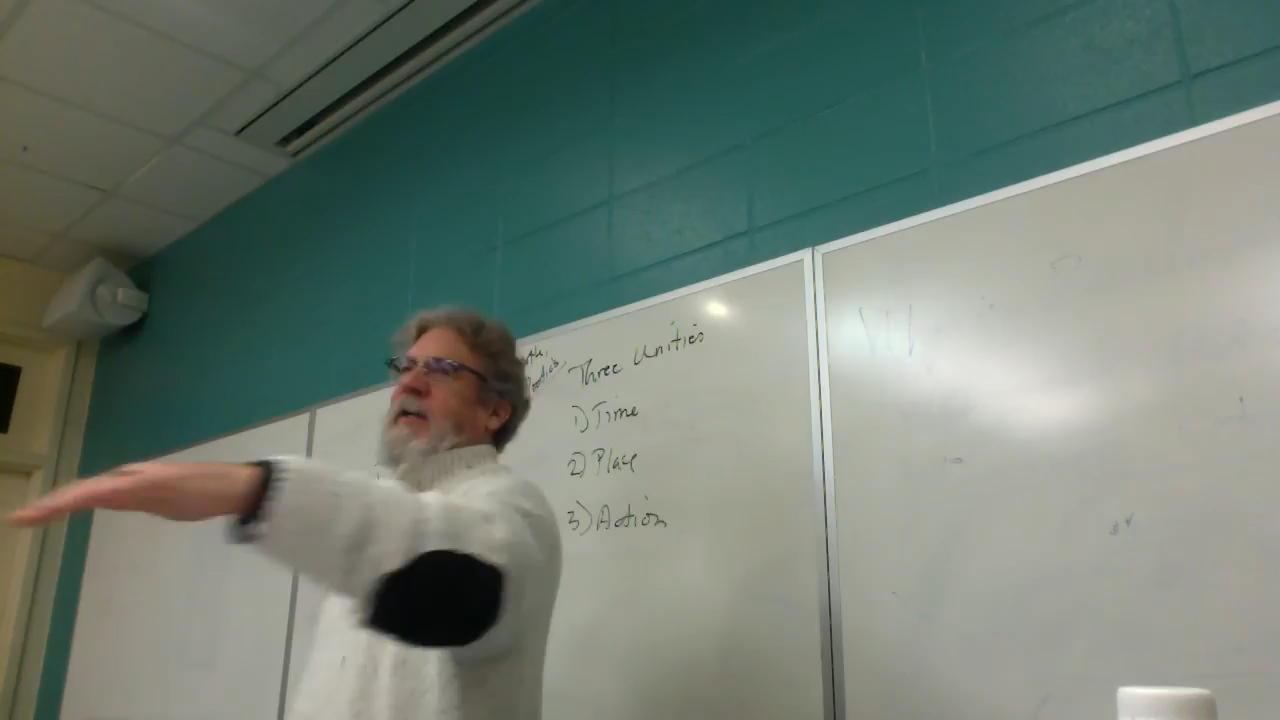 Three Unities
1) Time
2) Place
3) Action